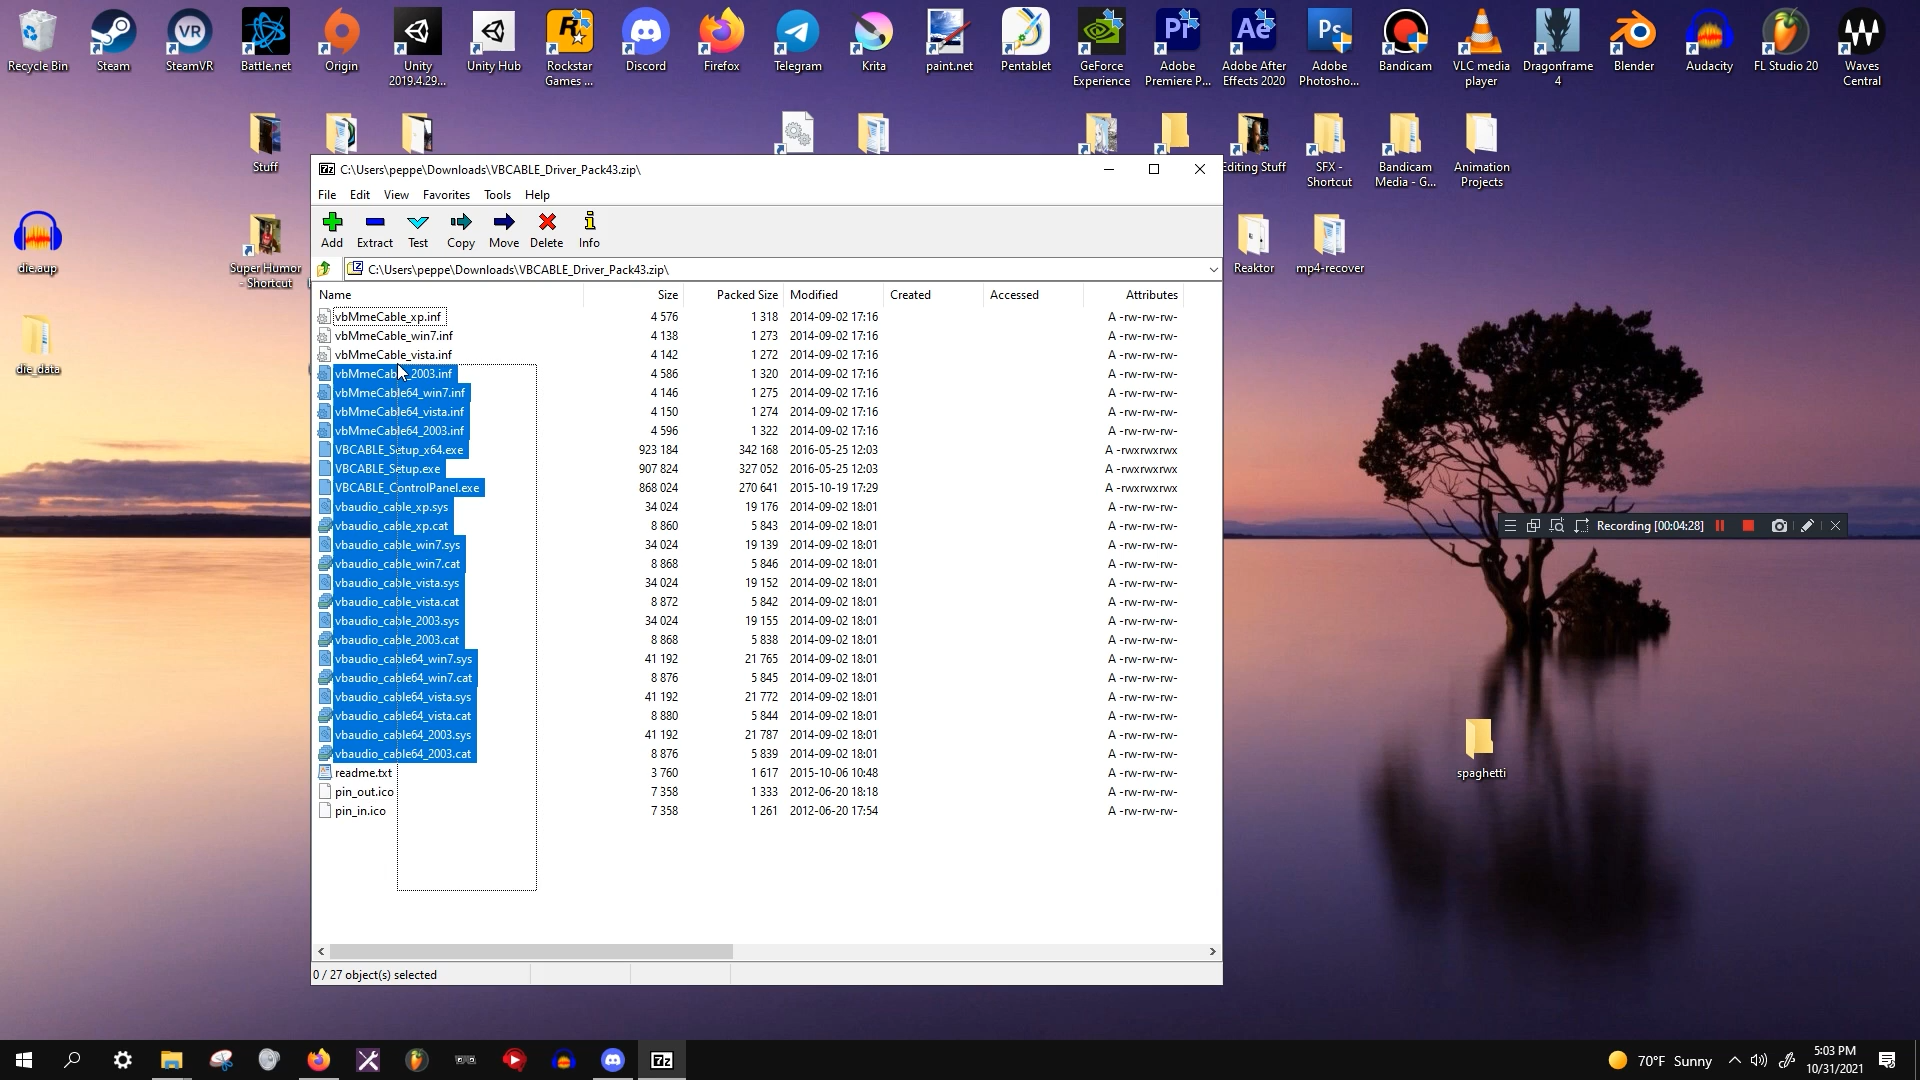 Recycle Bin
Steam
SteamVR
Battle.net
Origin
Unity
2019.4.29...
Unity Hub
Rockstar
Games ...
Discord
Firefox
Telegram
Krita
paint.net
Pentablet
GeForce
Experience
Adobe
Premiere P...
Adobe After
Effects 2020
Adobe
Photosho...
Bandicam
VLC media
player
Dragonframe
4
Blender
Audacity
FL Studio 20
Waves
Central
Stuff
Editing Stuff
SFX -
Shortcut
Bandicam
Media - G...
Animation
Projects
die.aup
Super Humor
- Shortcut
Reaktor
mp4-recover
die_data
spaghetti
C:\Users\peppe\Downloads\VBCABLE_Driver_Pack43.zip\
File Edit View Favorites Tools Help
Add Extract Test Copy Move Delete Info
C:\Users\peppe\Downloads\VBCABLE_Driver_Pack43.zip\
Name Size Packed Size Modified Created Accessed Attributes
vbMmeCable_xp.inf 4 576 1 318 2014-09-02 17:16 A -rw-rw-rw-
vbMmeCable_win7.inf 4 138 1 273 2014-09-02 17:16 A -rw-rw-rw-
vbMmeCable_vista.inf 4 142 1 272 2014-09-02 17:16 A -rw-rw-rw-
vbMmeCable_2003.inf 4 586 1 320 2014-09-02 17:16 A -rw-rw-rw-
vbMmeCable64_win7.inf 4 146 1 275 2014-09-02 17:16 A -rw-rw-rw-
vbMmeCable64_vista.inf 4 150 1 274 2014-09-02 17:16 A -rw-rw-rw-
vbMmeCable64_2003.inf 4 596 1 322 2014-09-02 17:16 A -rw-rw-rw-
VBCABLE_Setup_x64.exe 923 184 342 168 2016-05-25 12:03 A -rwxrwxrwx
VBCABLE_Setup.exe 907 824 327 052 2016-05-25 12:03 A -rwxrwxrwx
VBCABLE_ControlPanel.exe 868 024 270 641 2015-10-19 17:29 A -rwxrwxrwx
vbaudio_cable_xp.sys 34 024 19 176 2014-09-02 18:01 A -rw-rw-rw-
vbaudio_cable_xp.cat 8 860 5 843 2014-09-02 18:01 A -rw-rw-rw-
vbaudio_cable_win7.sys 34 024 19 139 2014-09-02 18:01 A -rw-rw-rw-
vbaudio_cable_win7.cat 8 868 5 846 2014-09-02 18:01 A -rw-rw-rw-
vbaudio_cable_vista.sys 34 024 19 152 2014-09-02 18:01 A -rw-rw-rw-
vbaudio_cable_vista.cat 8 872 5 842 2014-09-02 18:01 A -rw-rw-rw-
vbaudio_cable_2003.sys 34 024 19 155 2014-09-02 18:01 A -rw-rw-rw-
vbaudio_cable_2003.cat 8 868 5 838 2014-09-02 18:01 A -rw-rw-rw-
vbaudio_cable64_win7.sys 41 192 21 765 2014-09-02 18:01 A -rw-rw-rw-
vbaudio_cable64_win7.cat 8 876 5 845 2014-09-02 18:01 A -rw-rw-rw-
vbaudio_cable64_vista.sys 41 192 21 772 2014-09-02 18:01 A -rw-rw-rw-
vbaudio_cable64_vista.cat 8 880 5 844 2014-09-02 18:01 A -rw-rw-rw-
vbaudio_cable64_2003.sys 41 192 21 787 2014-09-02 18:01 A -rw-rw-rw-
vbaudio_cable64_2003.cat 8 876 5 839 2014-09-02 18:01 A -rw-rw-rw-
readme.txt 3 760 1 617 2015-10-06 10:48 A -rw-rw-rw-
pin_out.ico 7 358 1 333 2012-06-20 18:18 A -rw-rw-rw-
pin_in.ico 7 358 1 261 2012-06-20 17:54 A -rw-rw-rw-
0 / 27 object(s) selected
Recording [00:04:28]
70°F Sunny
5:03 PM
10/31/2021